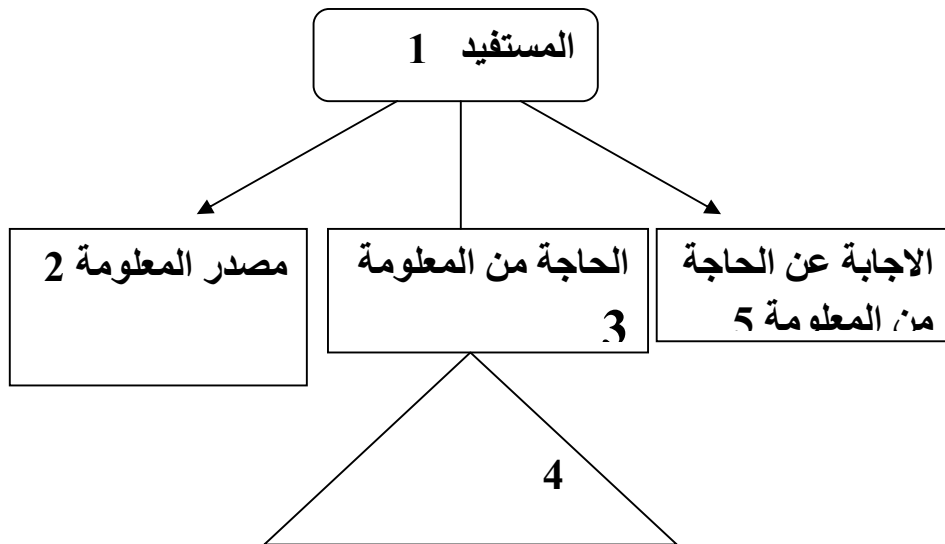 المستفيد 1
مصدر المعلومة 2
الحاجة من المعلومة
3
الاجابة عن الحاجة
من المعلومة 5
4